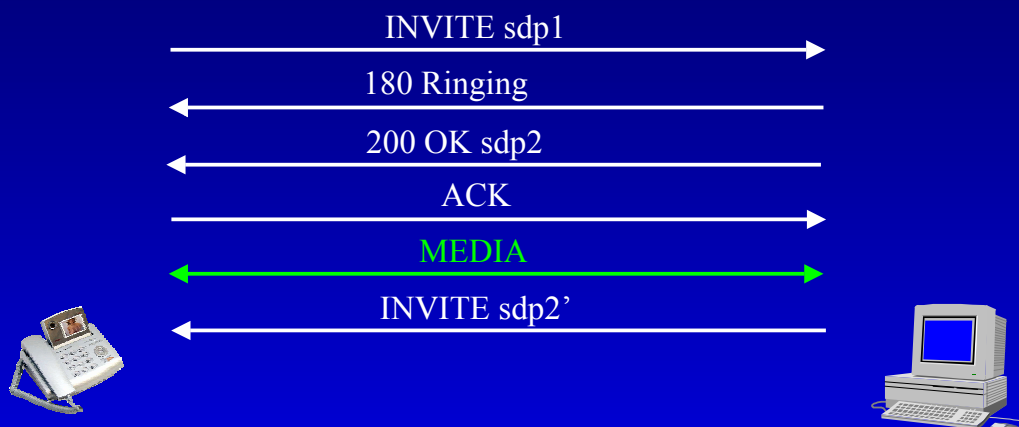 INVITE sdp1
180 Ringing
200 OK sdp2
ACK
MEDIA
INVITE sdp2’